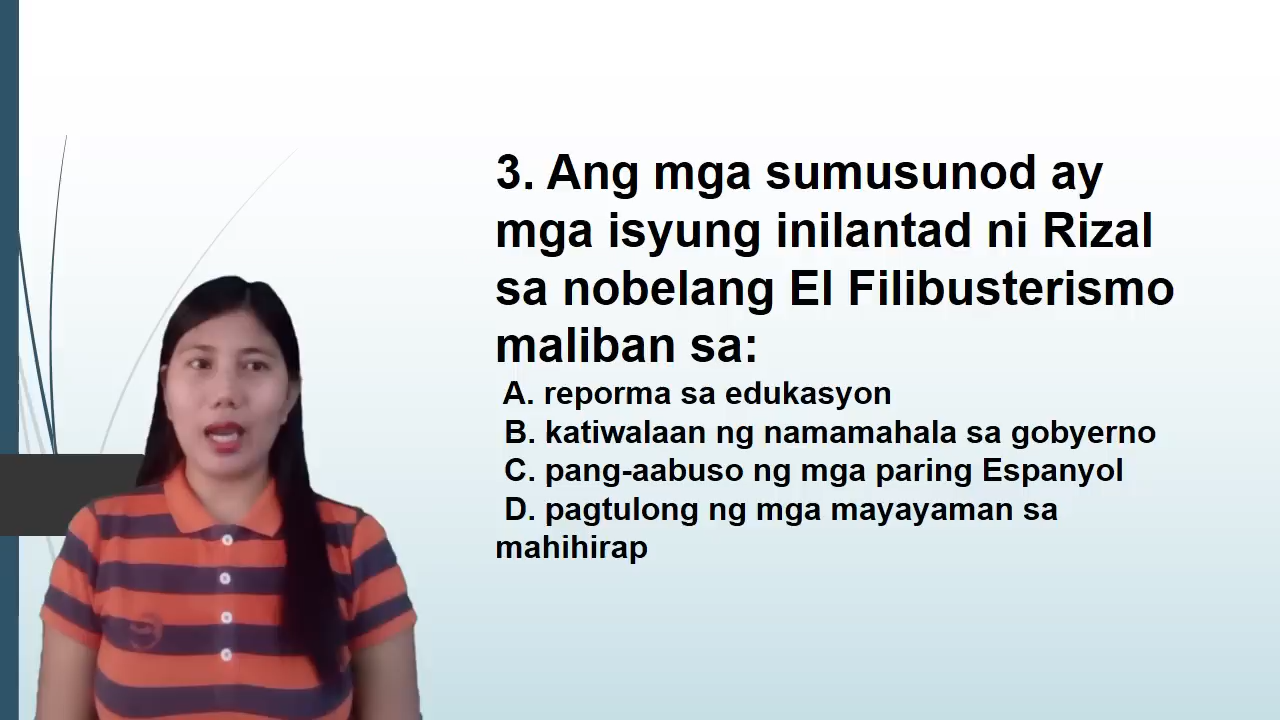 3. Ang mga sumusunod ay
mga isyung inilantad ni Rizal
sa nobelang El Filibusterismo
maliban sa:
A. reporma sa edukasyon
B. katiwalaan ng namamahala sa gobyerno
C. pang-aabuso ng mga paring Espanyol
D. pagtulong ng mga mayayaman sa
mahihirap